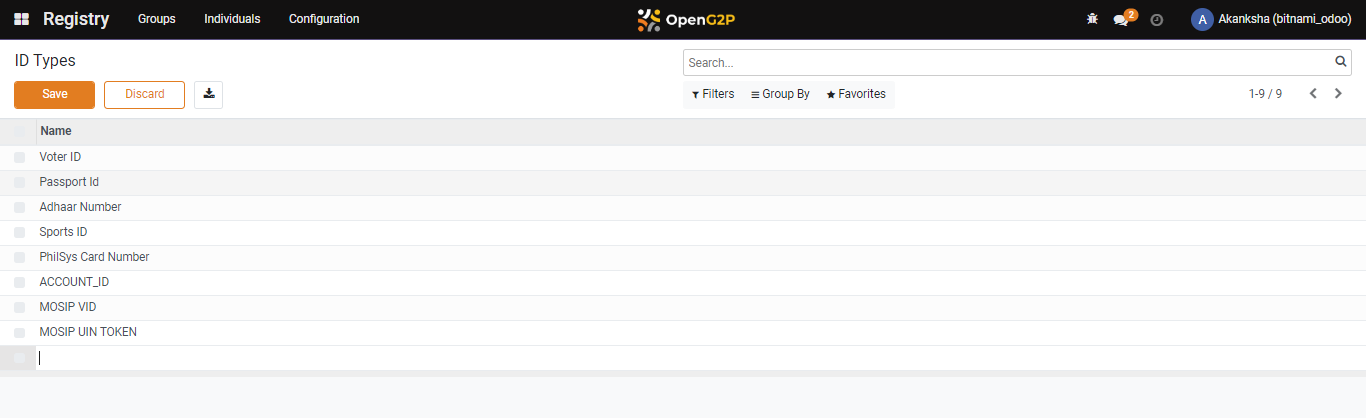 Registry Groups Individuals Configuration OpenG2P 2 A Akanksha (bitnami_odoo)
ID Types
Search...
Save Discard Filters Group By Favorites 1-9 / 9
Name
Voter ID
Passport Id
Adhaar Number
Sports ID
PhilSys Card Number
ACCOUNT_ID
MOSIP VID
MOSIP UIN TOKEN